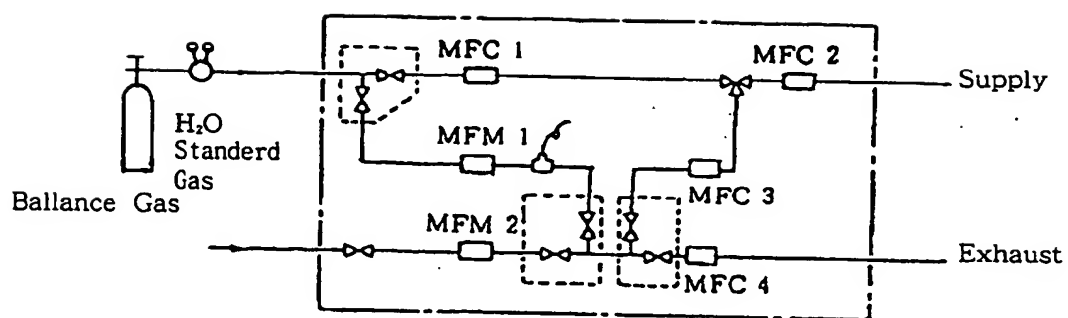 MFC 1
MFC 2
Supply
H₂O
Standerd
Gas
MFM 1
Ballance Gas
MFC 3
MFM 2
Exhaust
MFC 4